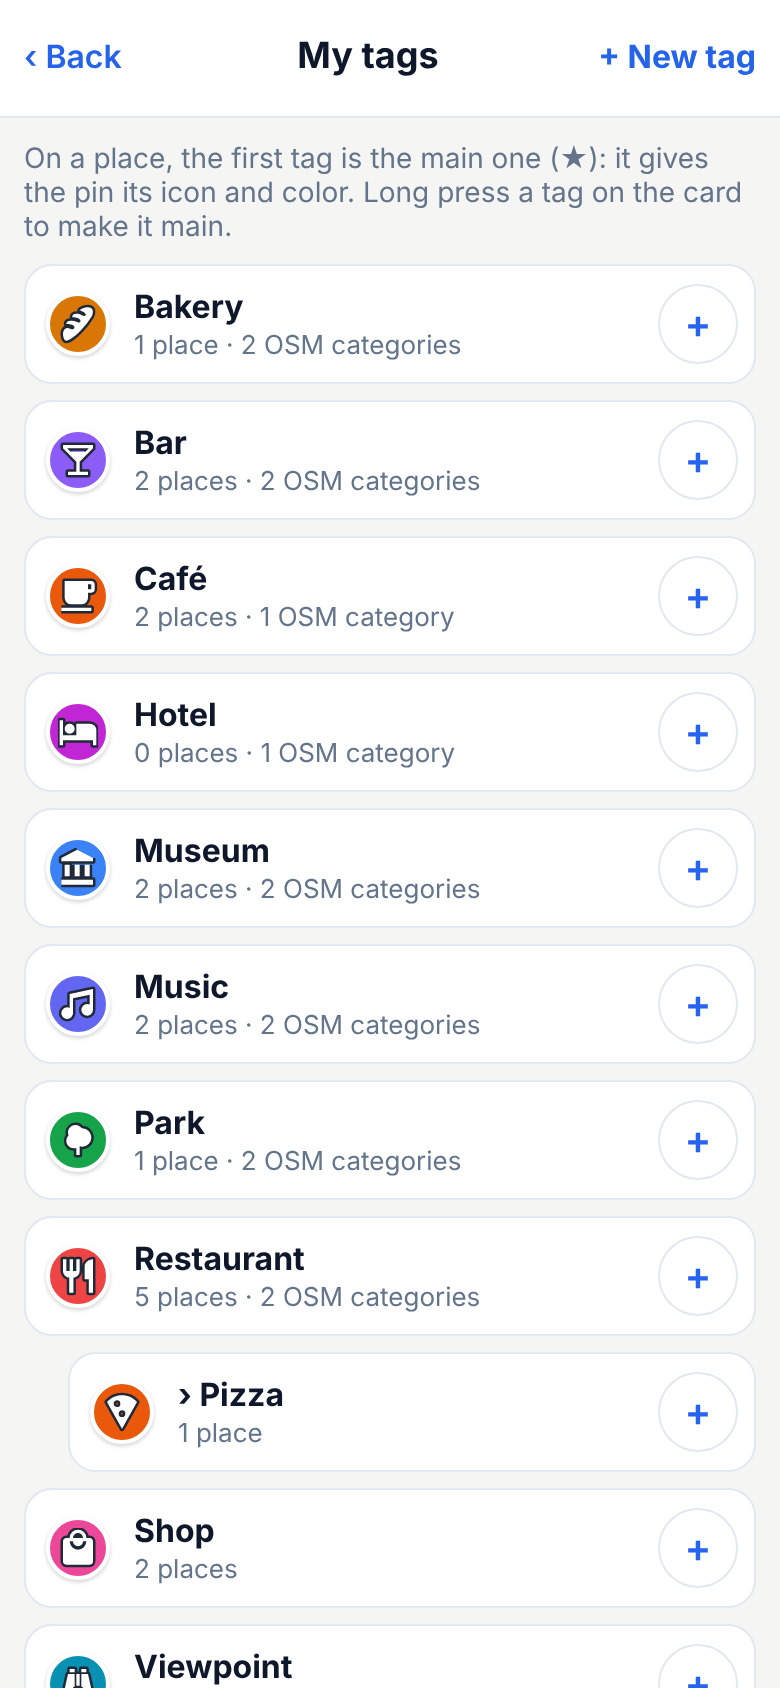 ‹ Back
My tags
+ New tag
On a place, the first tag is the main one (★): it gives
the pin its icon and color. Long press a tag on the card
to make it main.
Bakery
1 place · 2 OSM categories
+
Bar
2 places · 2 OSM categories
+
Café
2 places · 1 OSM category
+
Hotel
0 places · 1 OSM category
+
Museum
2 places · 2 OSM categories
+
Music
2 places · 2 OSM categories
+
Park
1 place · 2 OSM categories
+
Restaurant
5 places · 2 OSM categories
+
› Pizza
1 place
+
Shop
2 places
+
Viewpoint
+